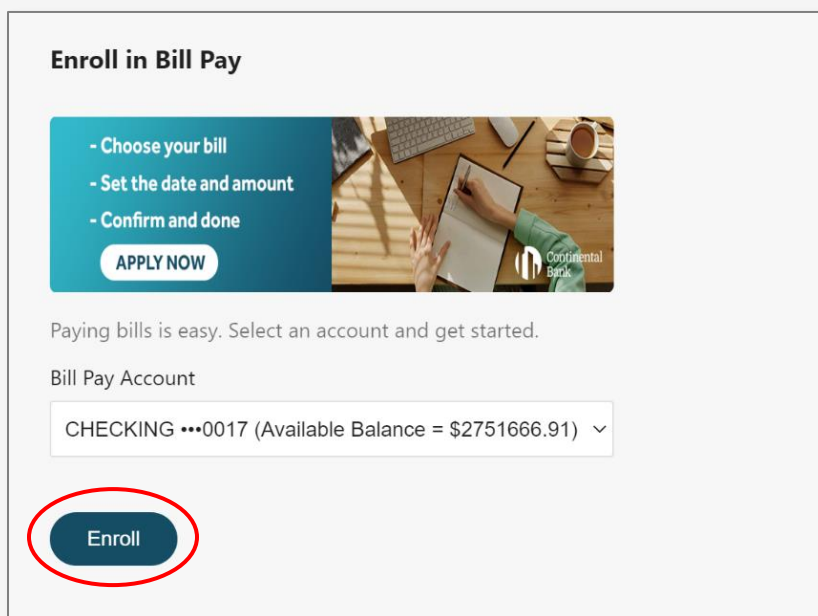 Enroll in Bill Pay
- Choose your bill
- Set the date and amount
- Confirm and done
APPLY NOW
Continental
Bank
Paying bills is easy. Select an account and get started.
Bill Pay Account
CHECKING •••0017 (Available Balance = $2751666.91)
Enroll